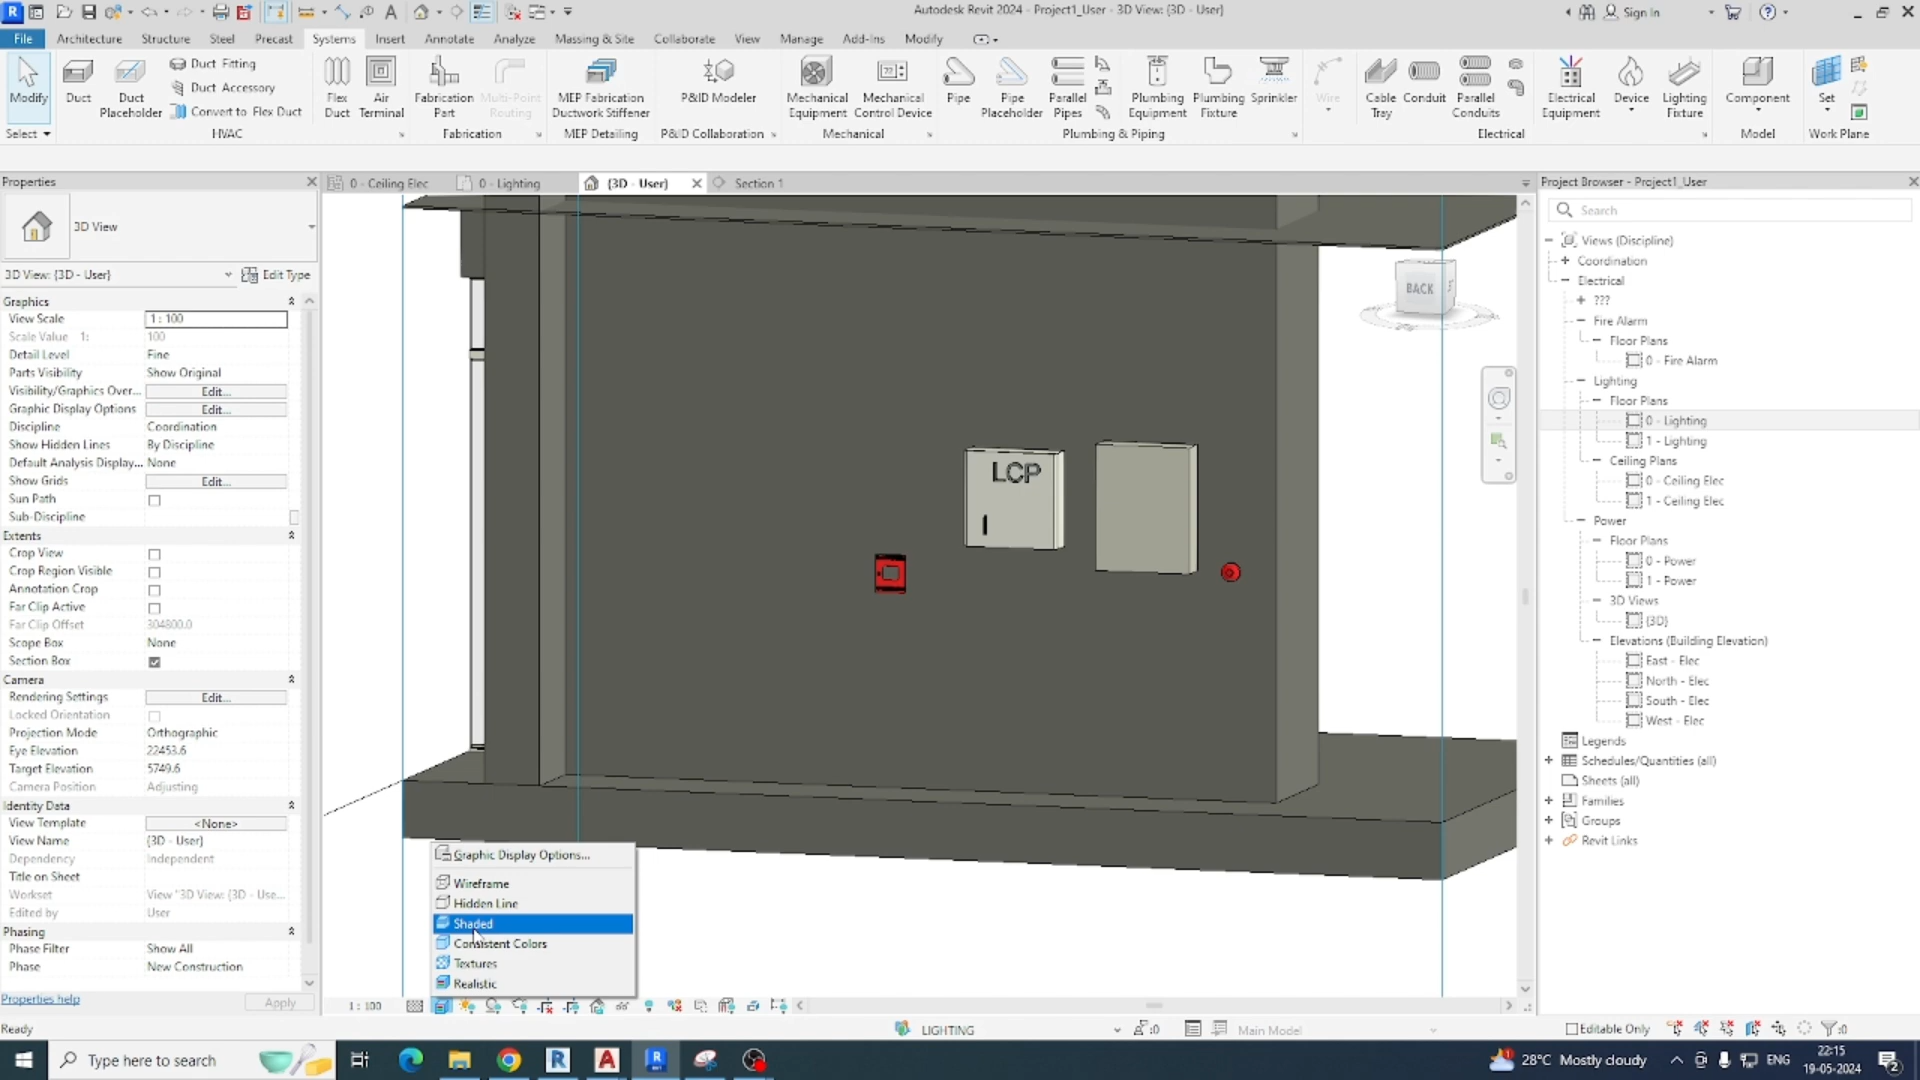 Autodesk Revit 2024 - Project1_User - 3D View: {3D - User}
Sign In
File
Architecture
Structure
Steel
Precast
Systems
Insert
Annotate
Analyze
Massing & Site
Collaborate
View
Manage
Add-Ins
Modify
Modify
Duct
Duct Placeholder
Duct Fitting
Duct Accessory
Convert to Flex Duct
Flex Duct
Air Terminal
Fabrication Part
Multi-Point Routing
MEP Fabrication Ductwork Stiffener
P&ID Modeler
Mechanical Equipment
Mechanical Control Device
Pipe
Pipe Placeholder
Parallel Pipes
Plumbing Equipment
Plumbing Fixture
Sprinkler
Wire
Cable Tray
Conduit
Parallel Conduits
Electrical Equipment
Device
Lighting Fixture
Component
Set
Select
HVAC
Fabrication
MEP Detailing
P&ID Collaboration
Mechanical
Plumbing & Piping
Electrical
Model
Work Plane
Properties
3D View
3D View: {3D - User}
Edit Type
Graphics
View Scale 1 : 100
Scale Value 1: 100
Detail Level Fine
Parts Visibility Show Original
Visibility/Graphics Over... Edit...
Graphic Display Options Edit...
Discipline Coordination
Show Hidden Lines By Discipline
Default Analysis Display... None
Show Grids Edit...
Sun Path
Sub-Discipline
Extents
Crop View
Crop Region Visible
Annotation Crop
Far Clip Active
Far Clip Offset 304800.0
Scope Box None
Section Box
Camera
Rendering Settings Edit...
Locked Orientation
Projection Mode Orthographic
Eye Elevation 22453.6
Target Elevation 5749.6
Camera Position Adjusting
Identity Data
View Template <None>
View Name {3D - User}
Dependency Independent
Title on Sheet
Workset View "3D View: {3D - Use...
Edited by User
Phasing
Phase Filter Show All
Phase New Construction
Properties help
Apply
0 - Ceiling Elec
0 - Lighting
{3D - User}
Section 1
BACK
LCP
Graphic Display Options...
Wireframe
Hidden Line
Shaded
Consistent Colors
Textures
Realistic
1 : 100
Project Browser - Project1_User
Search
Views (Discipline)
Coordination
Electrical
???
Fire Alarm
Floor Plans
0 - Fire Alarm
Lighting
Floor Plans
0 - Lighting
1 - Lighting
Ceiling Plans
0 - Ceiling Elec
1 - Ceiling Elec
Power
Floor Plans
0 - Power
1 - Power
3D Views
{3D}
Elevations (Building Elevation)
East - Elec
North - Elec
South - Elec
West - Elec
Legends
Schedules/Quantities (all)
Sheets (all)
Families
Groups
Revit Links
Ready
LIGHTING
:0
Main Model
Editable Only
:0
Type here to search
28°C Mostly cloudy
ENG
22:15
19-05-2024
2